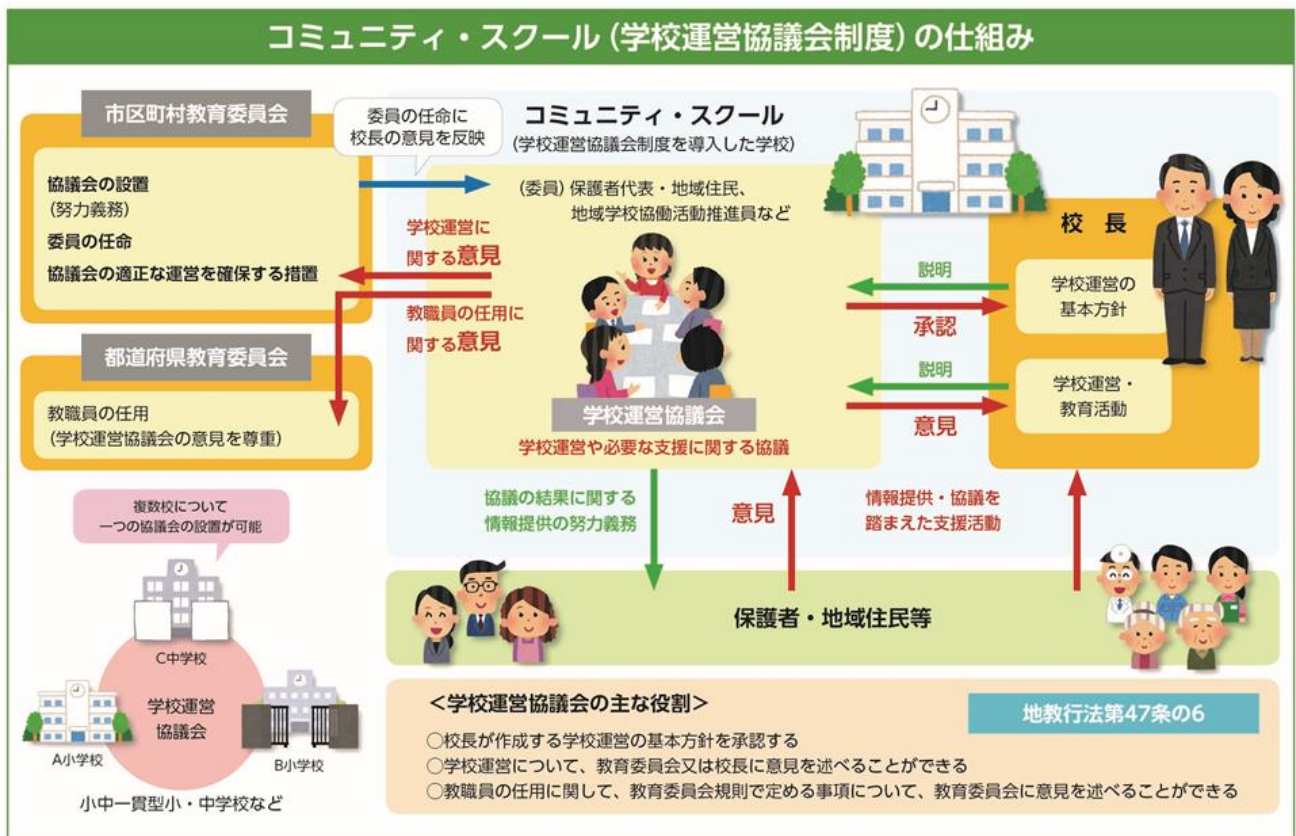 コミュニティ・スクール(学校運営協議会制度)の仕組み
市区町村教育委員会
協議会の設置
(努力義務)
委員の任命
協議会の適正な運営を確保する措置
委員の任命に
校長の意見を反映
コミュニティ・スクール
(学校運営協議会制度を導入した学校)
(委員) 保護者代表・地域住民、
地域学校協働活動推進員など
学校運営に
関する意見
教職員の任用に
関する意見
都道府県教育委員会
教職員の任用
(学校運営協議会の意見を尊重)
学校運営協議会
学校運営や必要な支援に関する協議
校長
説明
承認
学校運営の
基本方針
説明
意見
学校運営・
教育活動
協議の結果に関する
情報提供の努力義務
意見
情報提供・協議を
踏まえた支援活動
保護者・地域住民等
複数校について
一つの協議会の設置が可能
C中学校
学校運営
協議会
A小学校
B小学校
小中一貫型小・中学校など
<学校運営協議会の主な役割>
地教行法第47条の6
○校長が作成する学校運営の基本方針を承認する
○学校運営について、教育委員会又は校長に意見を述べることができる
○教職員の任用に関して、教育委員会規則で定める事項について、教育委員会に意見を述べることができる